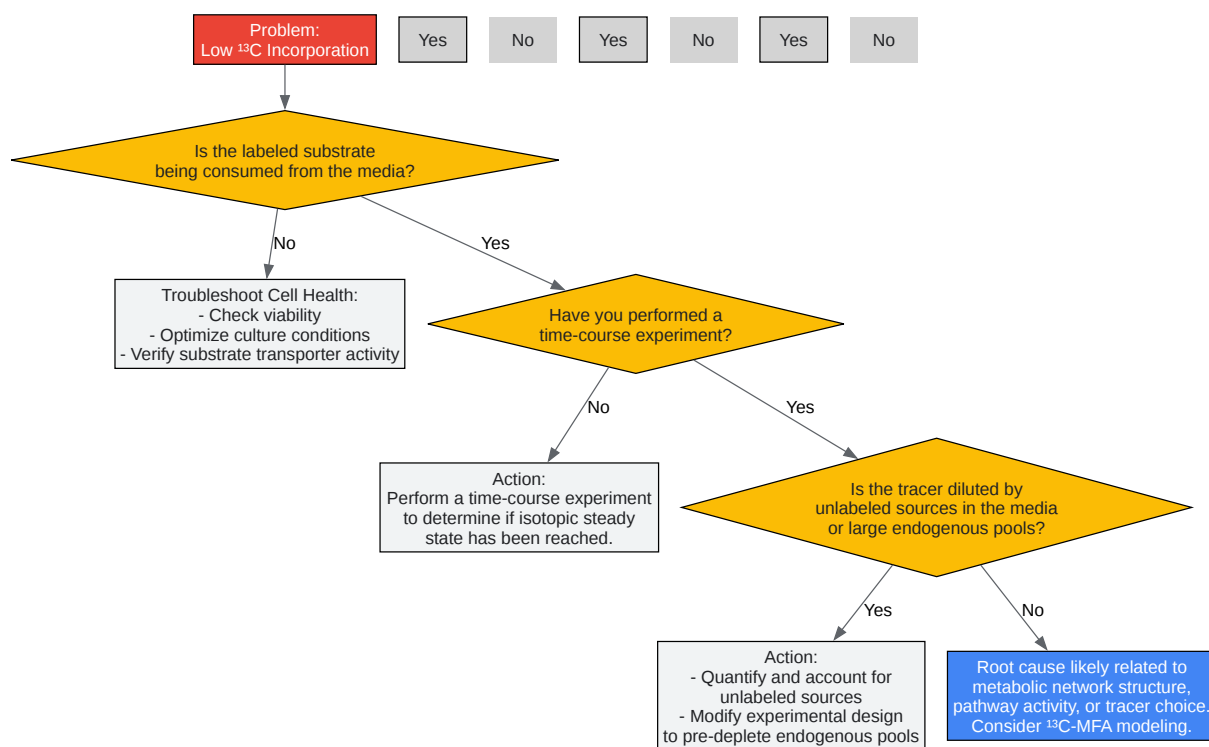 Problem:
Low ¹³C Incorporation
Yes
No
Yes
No
Yes
No
Is the labeled substrate
being consumed from the media?
No
Yes
Troubleshoot Cell Health:
- Check viability
- Optimize culture conditions
- Verify substrate transporter activity
Have you performed a
time-course experiment?
No
Yes
Action:
Perform a time-course experiment
to determine if isotopic steady
state has been reached.
Is the tracer diluted by
unlabeled sources in the media
or large endogenous pools?
Yes
No
Action:
- Quantify and account for
unlabeled sources
- Modify experimental design
to pre-deplete endogenous pools
Root cause likely related to
metabolic network structure,
pathway activity, or tracer choice.
Consider ¹³C-MFA modeling.